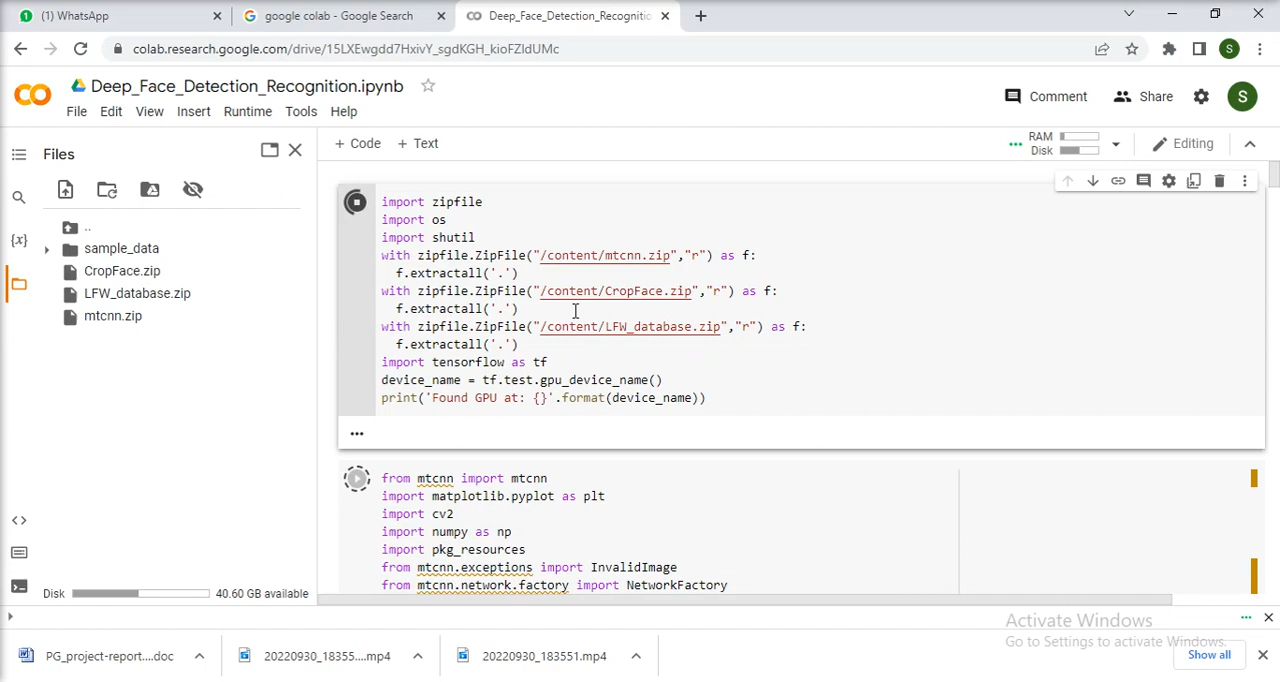 (1) WhatsApp
google colab - Google Search
Deep_Face_Detection_Recognitio
colab.research.google.com/drive/15LXEwgdd7HxivY_sgdKGH_kioFZIdUMc
S
Deep_Face_Detection_Recognition.ipynb
Comment
Share
S
File Edit View Insert Runtime Tools Help
Files
+ Code + Text
RAM
Disk
Editing
..
sample_data
CropFace.zip
LFW_database.zip
mtcnn.zip
{x}
import zipfile
import os
import shutil
with zipfile.ZipFile("/content/mtcnn.zip","r") as f:
f.extractall('.')
with zipfile.ZipFile("/content/CropFace.zip","r") as f:
f.extractall('.')
with zipfile.ZipFile("/content/LFW_database.zip","r") as f:
f.extractall('.')
import tensorflow as tf
device_name = tf.test.gpu_device_name()
print('Found GPU at: {}'.format(device_name))
from mtcnn import mtcnn
import matplotlib.pyplot as plt
import cv2
import numpy as np
import pkg_resources
from mtcnn.exceptions import InvalidImage
from mtcnn.network.factory import NetworkFactory
Disk 40.60 GB available
Activate Windows
Go to Settings to activate Windows.
PG_project-report....doc
20220930_18355....mp4
20220930_183551.mp4
Show all